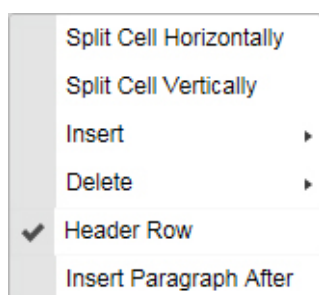 Split Cell Horizontally
Split Cell Vertically
Insert
Delete
Header Row
Insert Paragraph After